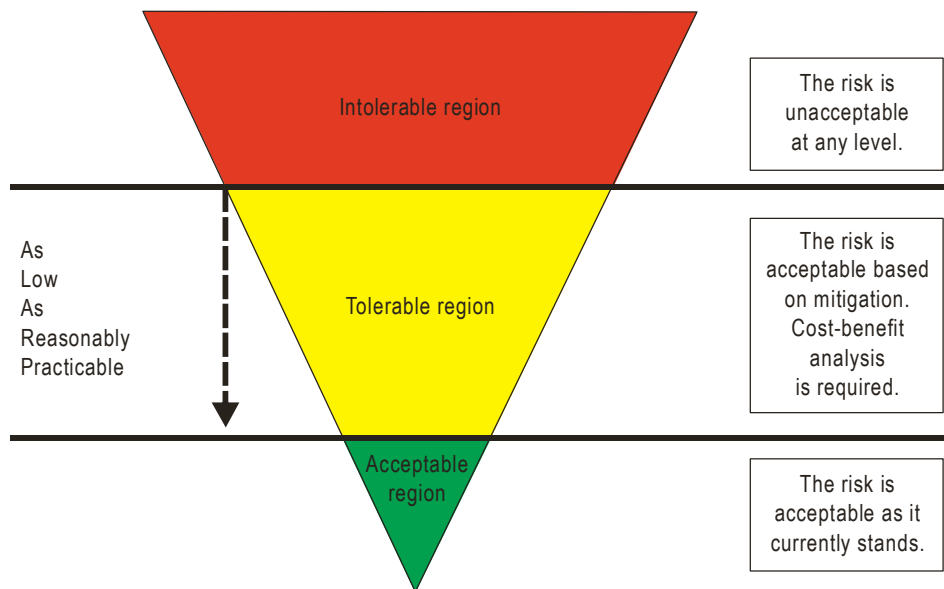 Intolerable region
The risk is
unacceptable
at any level.
As
Low
As
Reasonably
Practicable
Tolerable region
The risk is
acceptable based
on mitigation.
Cost-benefit
analysis
is required.
Acceptable
region
The risk is
acceptable as it
currently stands.